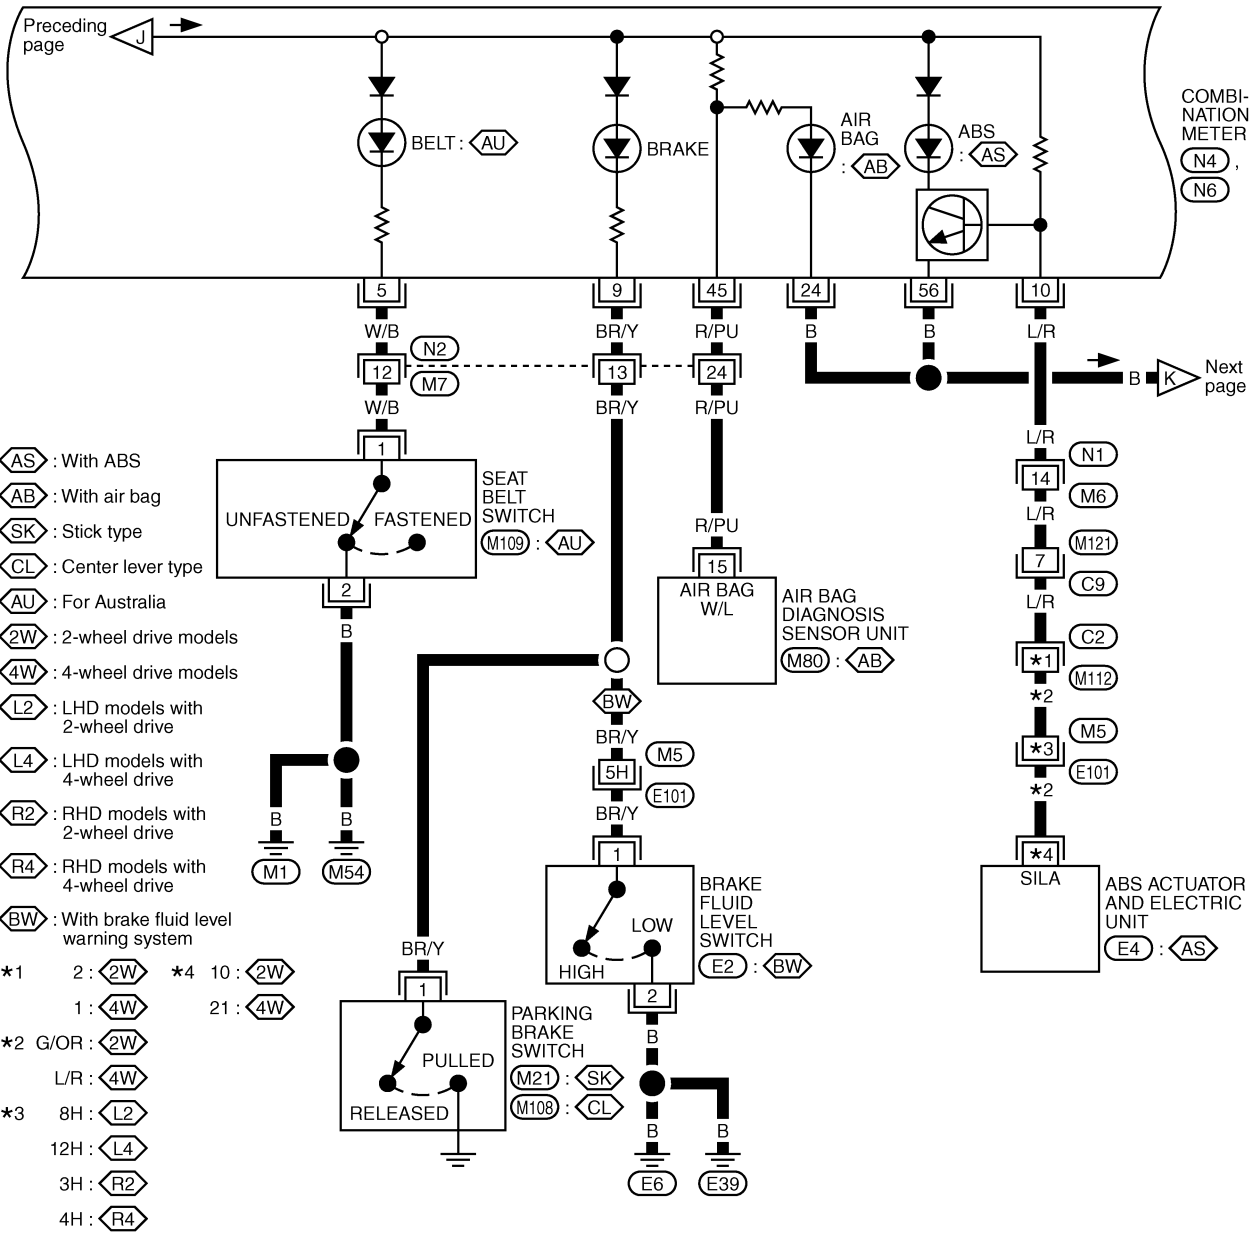 Preceding
page
J
BELT : AU
BRAKE
AIR
BAG
: AB
ABS
: AS
COMBI-
NATION
METER
N4 ,
N6
5
9
45
24
56
10
W/B
BR/Y
R/PU
B
B
L/R
12
N2
M7
13
24
B
K
Next
page
W/B
BR/Y
R/PU
L/R
1
14
N1
M6
SEAT
BELT
SWITCH
M109 : AU
UNFASTENED
FASTENED
2
B
R/PU
L/R
15
7
M121
C9
AIR BAG
W/L
AIR BAG
DIAGNOSIS
SENSOR UNIT
M80 : AB
L/R
*1
C2
M112
*2
*3
M5
E101
*2
*4
SILA
ABS ACTUATOR
AND ELECTRIC
UNIT
E4 : AS
BW
BR/Y
5H
M5
E101
BR/Y
1
LOW
HIGH
BRAKE
FLUID
LEVEL
SWITCH
E2 : BW
2
B
B
B
E6
E39
B
B
M1
M54
BR/Y
1
PULLED
RELEASED
PARKING
BRAKE
SWITCH
M21 : SK
M108 : CL
AS : With ABS
AB : With air bag
SK : Stick type
CL : Center lever type
AU : For Australia
2W : 2-wheel drive models
4W : 4-wheel drive models
L2 : LHD models with
2-wheel drive
L4 : LHD models with
4-wheel drive
R2 : RHD models with
2-wheel drive
R4 : RHD models with
4-wheel drive
BW : With brake fluid level
warning system
*1 2 : 2W
1 : 4W
*2 G/OR : 2W
L/R : 4W
*3 8H : L2
12H : L4
3H : R2
4H : R4
*4 10 : 2W
21 : 4W